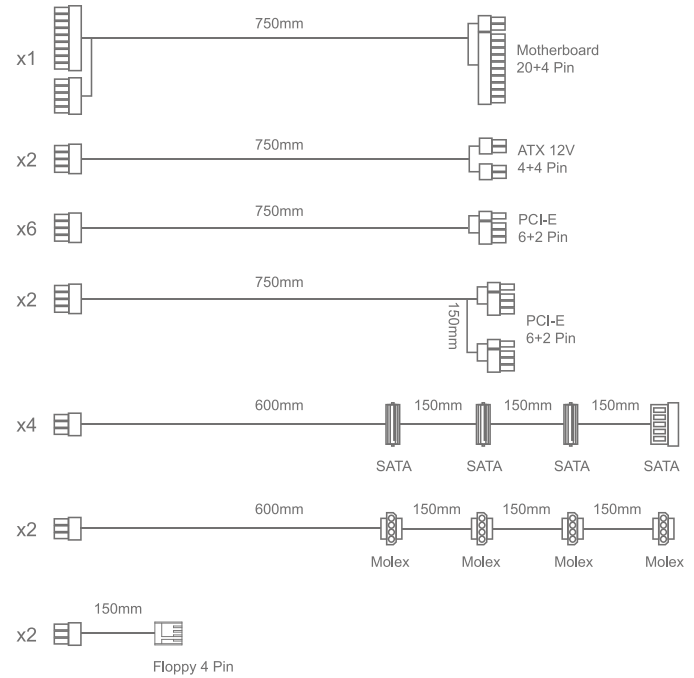 750mm
x1
Motherboard
20+4 Pin
750mm
x2
ATX 12V
4+4 Pin
750mm
x6
PCI-E
6+2 Pin
750mm
x2
150mm
PCI-E
6+2 Pin
600mm 150mm 150mm 150mm
x4
SATA SATA SATA SATA
600mm 150mm 150mm 150mm
x2
Molex Molex Molex Molex
150mm
x2
Floppy 4 Pin